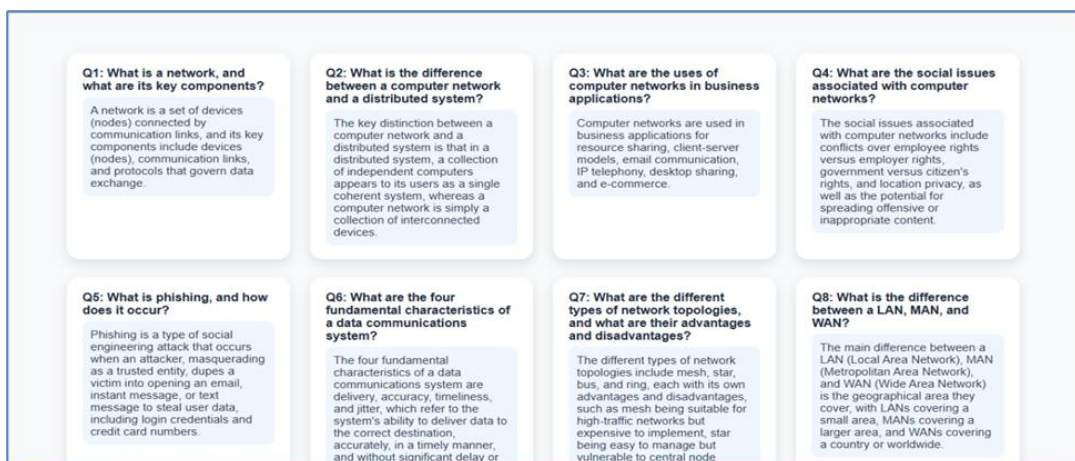 Q1: What is a network, and
what are its key components?
A network is a set of devices
(nodes) connected by
communication links, and its key
components include devices
(nodes), communication links,
and protocols that govern data
exchange.
Q2: What is the difference
between a computer network
and a distributed system?
The key distinction between a
computer network and a
distributed system is that in a
distributed system, a collection
of independent computers
appears to its users as a single
coherent system, whereas a
computer network is simply a
collection of interconnected
devices.
Q3: What are the uses of
computer networks in business
applications?
Computer networks are used in
business applications for
resource sharing, client-server
models, email communication,
IP telephony, desktop sharing,
and e-commerce.
Q4: What are the social issues
associated with computer
networks?
The social issues associated
with computer networks include
conflicts over employee rights
versus employer rights,
government versus citizen's
rights, and location privacy, as
well as the potential for
spreading offensive or
inappropriate content.
Q5: What is phishing, and how
does it occur?
Phishing is a type of social
engineering attack that occurs
when an attacker, masquerading
as a trusted entity, dupes a
victim into opening an email,
instant message, or text
message to steal user data,
including login credentials and
credit card numbers.
Q6: What are the four
fundamental characteristics of
a data communications
system?
The four fundamental
characteristics of a data
communications system are
delivery, accuracy, timeliness,
and jitter, which refer to the
system's ability to deliver data to
the correct destination,
accurately, in a timely manner,
and without significant delay or
Q7: What are the different
types of network topologies,
and what are their advantages
and disadvantages?
The different types of network
topologies include mesh, star,
bus, and ring, each with its own
advantages and disadvantages,
such as mesh being suitable for
high-traffic networks but
expensive to implement, star
being easy to manage but
vulnerable to central node
Q8: What is the difference
between a LAN, MAN, and
WAN?
The main difference between a
LAN (Local Area Network), MAN
(Metropolitan Area Network),
and WAN (Wide Area Network)
is the geographical area they
cover, with LANs covering a
small area, MANs covering a
larger area, and WANs covering
a country or worldwide.